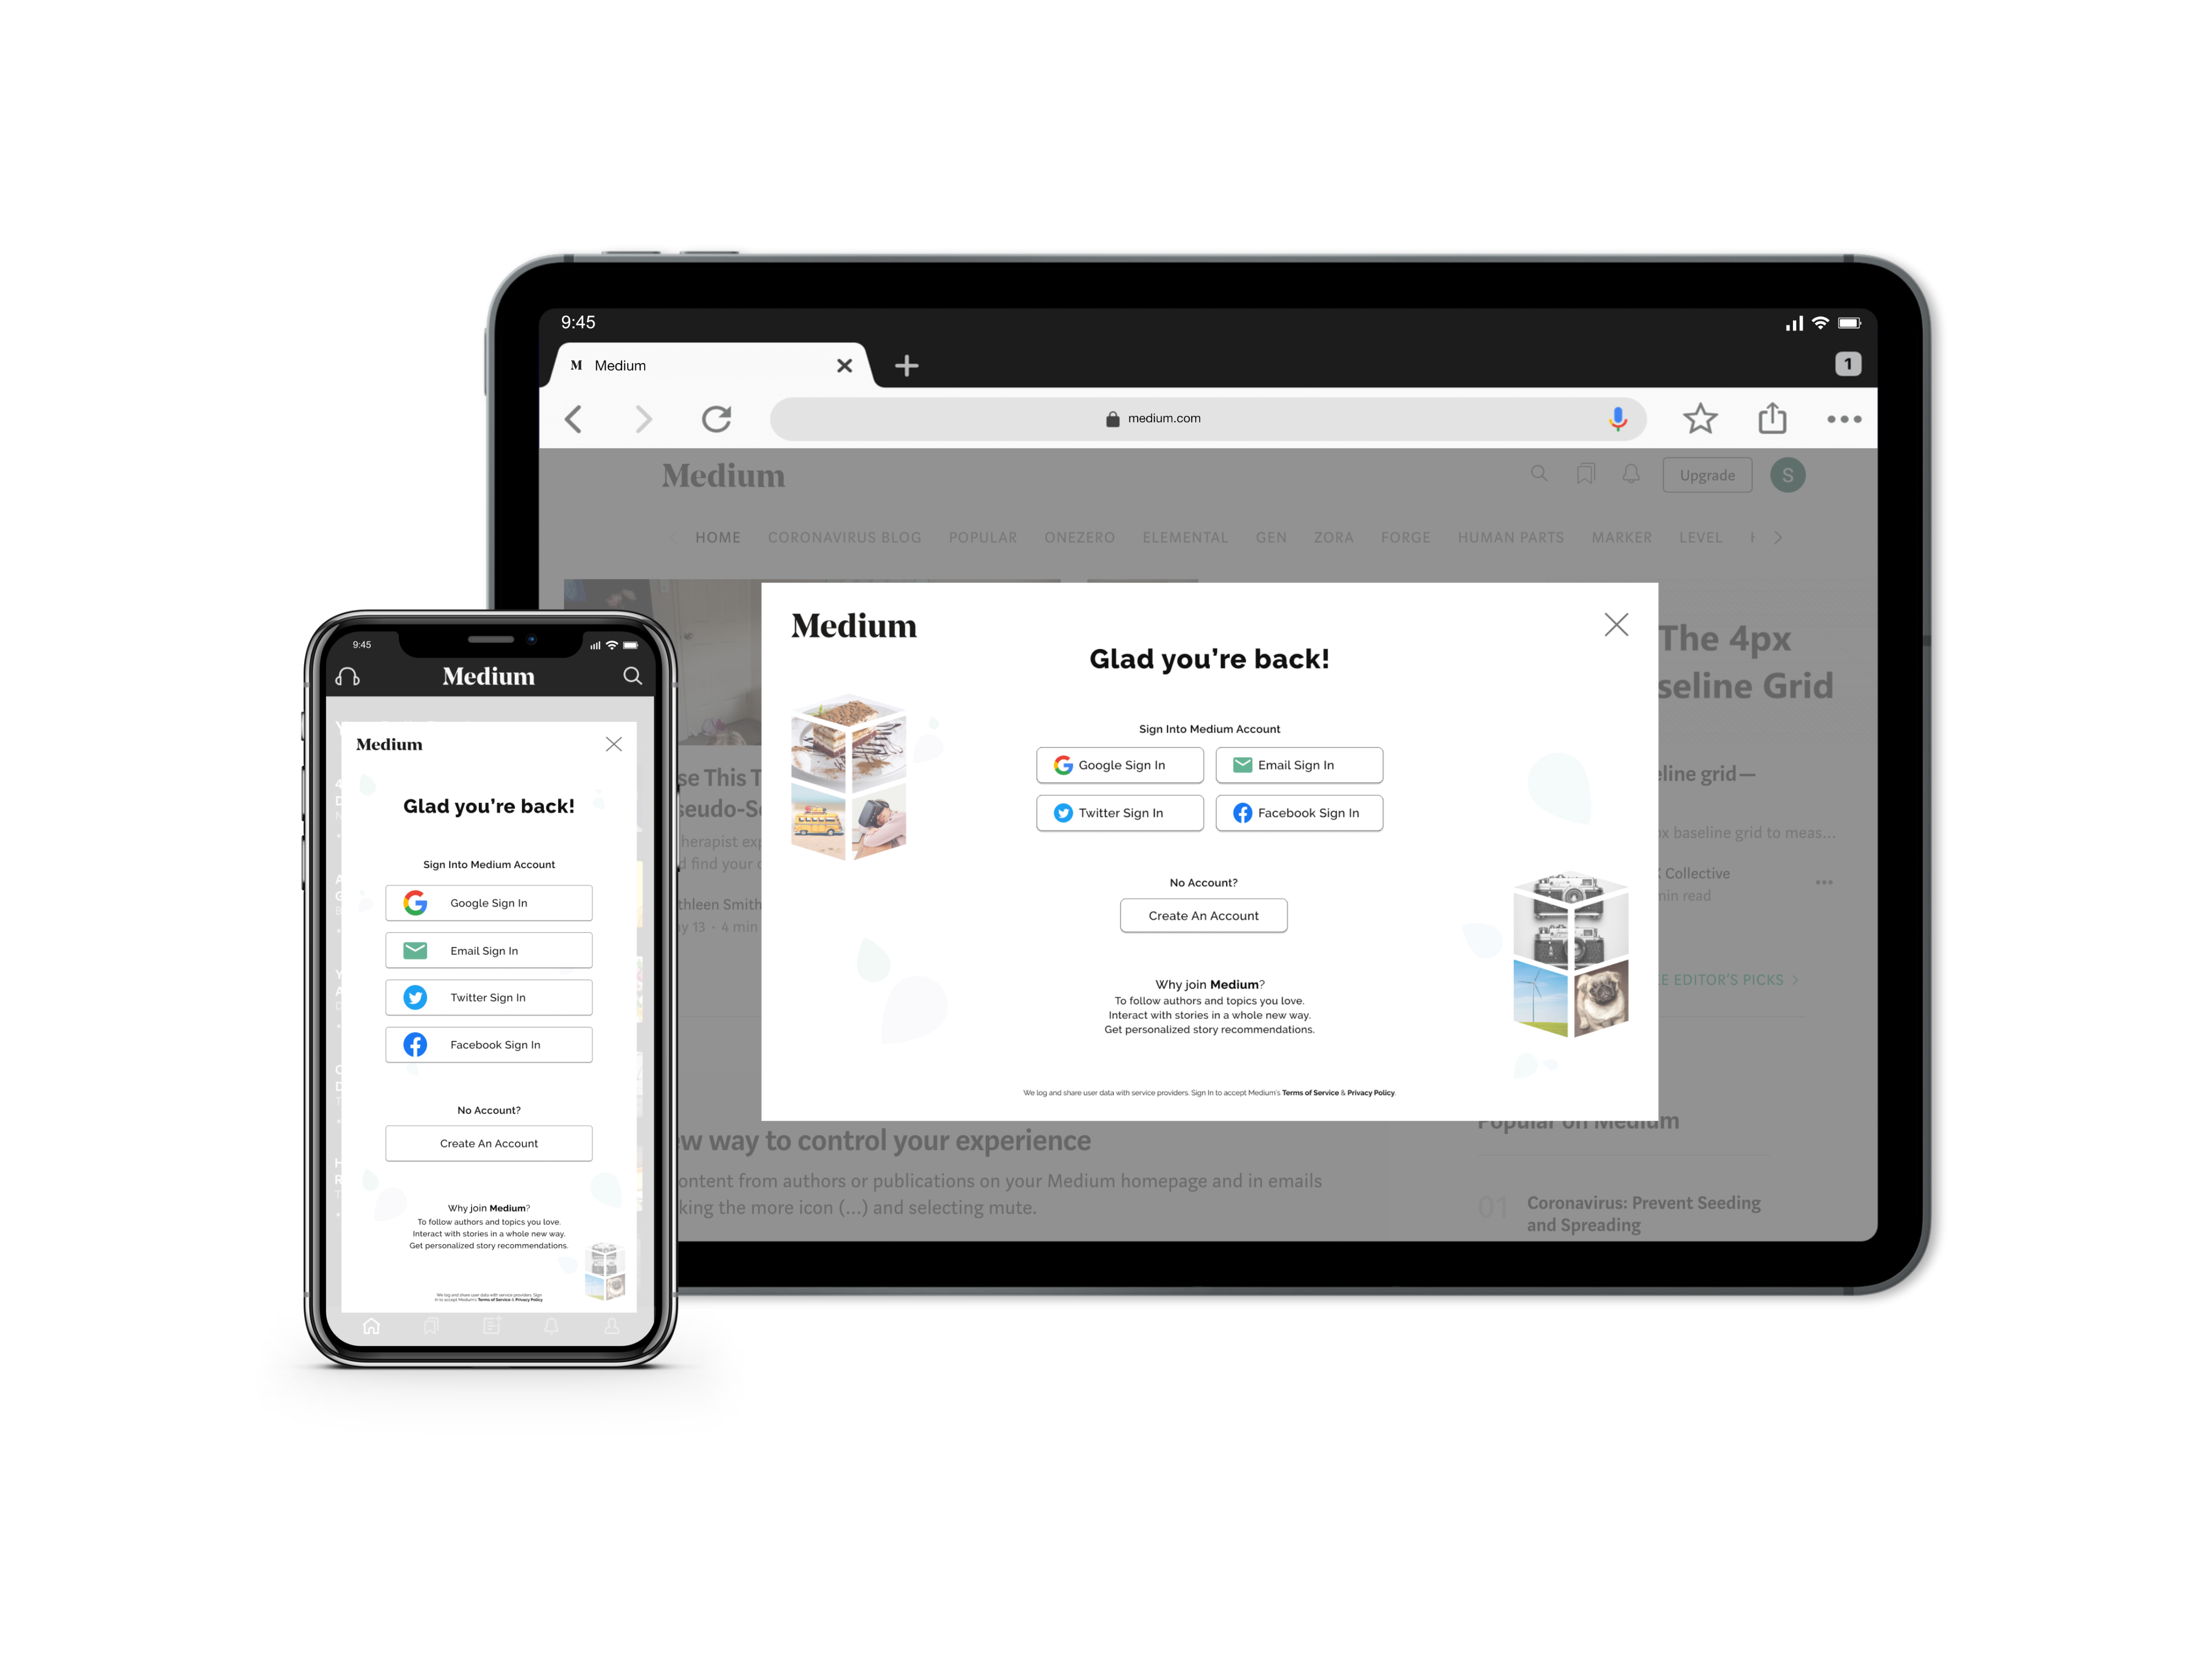 9:45
M Medium
1
medium.com
Medium
Upgrade
S
HOME CORONAVIRUS BLOG POPULAR ONEZERO ELEMENTAL GEN ZORA FORGE HUMAN PARTS MARKER LEVEL
The 4px
seline Grid
se This T
seudo-S
herapist exp
find your
thleen Smith
ay 13 · 4 min
eline grid—
px baseline grid to meas...
Collective
min read
EDITOR'S PICKS
Medium
Glad you're back!
Sign Into Medium Account
Google Sign In
Email Sign In
Twitter Sign In
Facebook Sign In
No Account?
Create An Account
Why join Medium?
To follow authors and topics you love.
Interact with stories in a whole new way.
Get personalized story recommendations.
We log and share user data with service providers. Sign In to accept Medium's Terms of Service & Privacy Policy.
ew way to control your experience
ontent from authors or publications on your Medium homepage and in emails
king the more icon (...) and selecting mute.
Popular on Medium
01 Coronavirus: Prevent Seeding
and Spreading
9:45
Medium
Medium
Glad you're back!
Sign Into Medium Account
Google Sign In
Email Sign In
Twitter Sign In
Facebook Sign In
No Account?
Create An Account
Why join Medium?
To follow authors and topics you love.
Interact with stories in a whole new way.
Get personalized story recommendations.
We log and share user data with service providers. Sign
In to accept Medium's Terms of Service & Privacy Policy